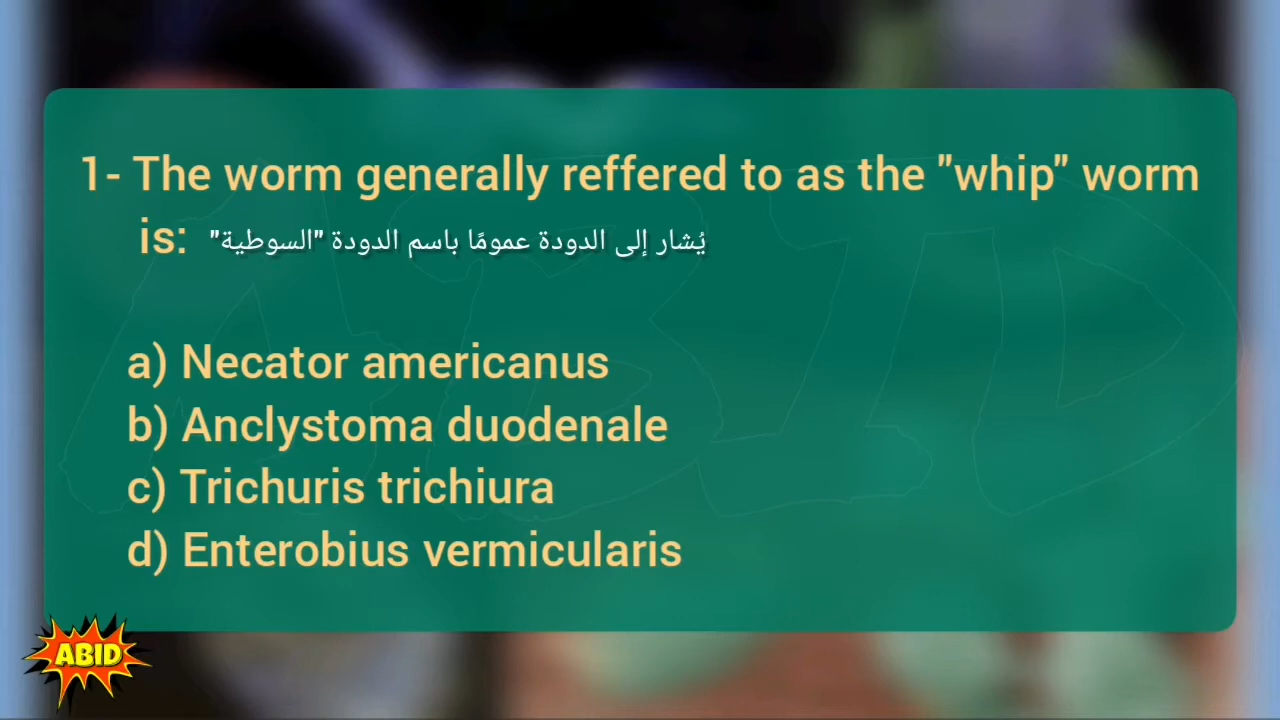 1- The worm generally reffered to as the "whip" worm
is: يُشار إلى الدودة عمومًا باسم الدودة "السوطية"
a) Necator americanus
b) Anclystoma duodenale
c) Trichuris trichiura
d) Enterobius vermicularis
ABID
ABID